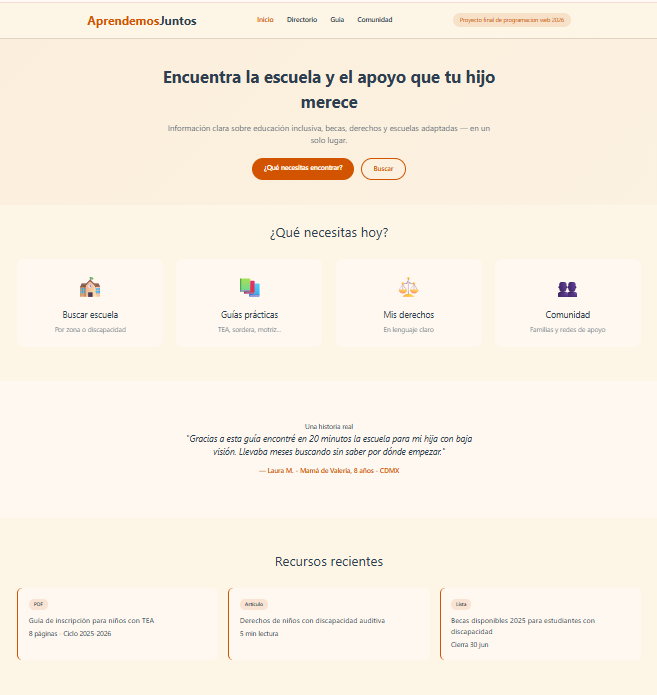 AprendemosJuntos
Inicio
Directorio
Guia
Comunidad
Proyecto final de programacion web 2026
Encuentra la escuela y el apoyo que tu hijo
merece
Información clara sobre educación inclusiva, becas, derechos y escuelas adaptadas — en un
solo lugar.
¿Qué necesitas encontrar?
Buscar
¿Qué necesitas hoy?
Buscar escuela
Por zona o discapacidad
Guías prácticas
TEA, sordera, motriz...
Mis derechos
En lenguaje claro
Comunidad
Familias y redes de apoyo
Una historia real
"Gracias a esta guía encontré en 20 minutos la escuela para mi hija con baja
visión. Llevaba meses buscando sin saber por dónde empezar."
— Laura M. - Mamá de Valeria, 8 años - CDMX
Recursos recientes
PDF
Guia de inscripción para niños con TEA
8 páginas · Ciclo 2025-2026
Artículo
Derechos de niños con discapacidad auditiva
5 min lectura
Lista
Becas disponibles 2025 para estudiantes con
discapacidad
Cierra 30 jun